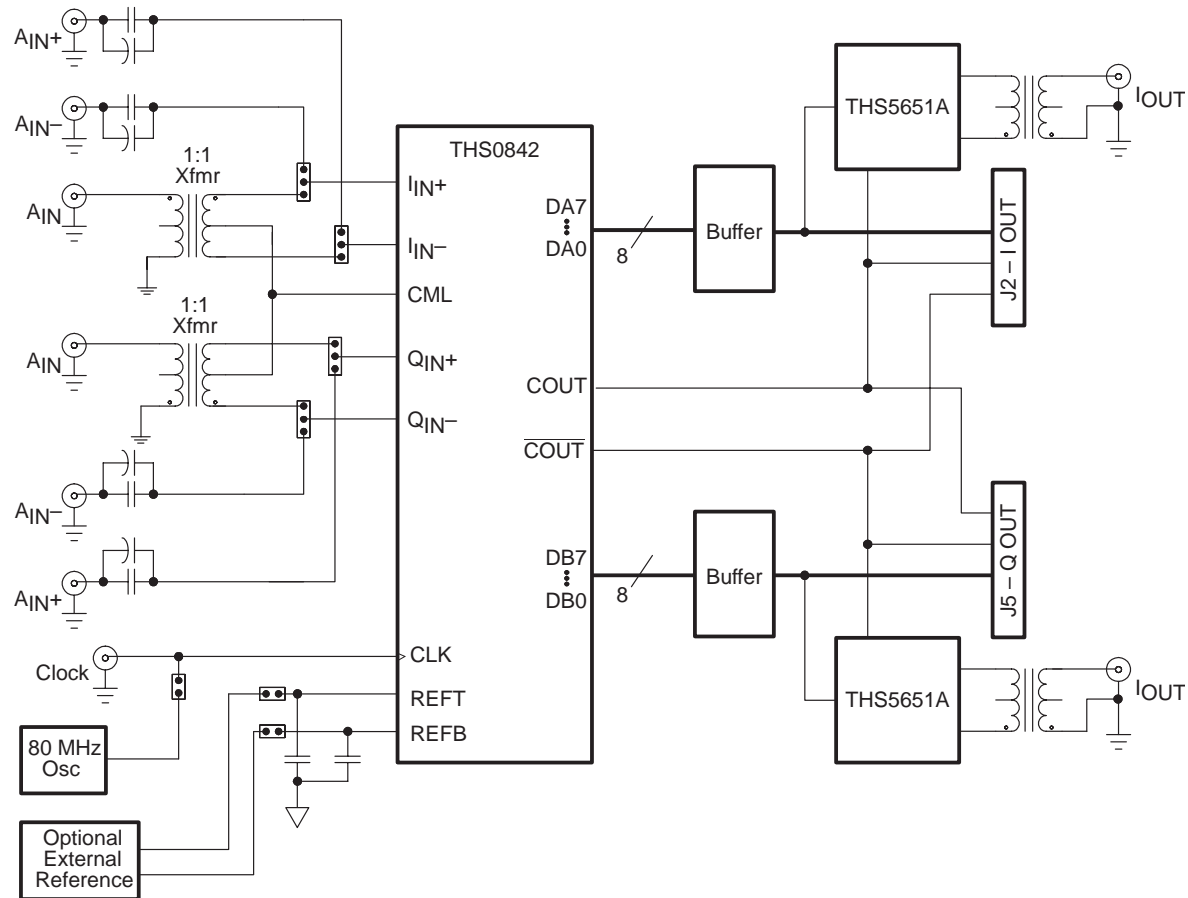 AIN+
AIN−
1:1
Xfmr
AIN
1:1
Xfmr
AIN
AIN−
AIN+
Clock
80 MHz
Osc
Optional
External
Reference
THS0842
IIN+
IIN−
CML
QIN+
QIN−
CLK
REFT
REFB
DA7
DA0
COUT
COUT
DB7
DB0
8
Buffer
8
Buffer
THS5651A
IOUT
J2 – I OUT
J5 – Q OUT
THS5651A
IOUT